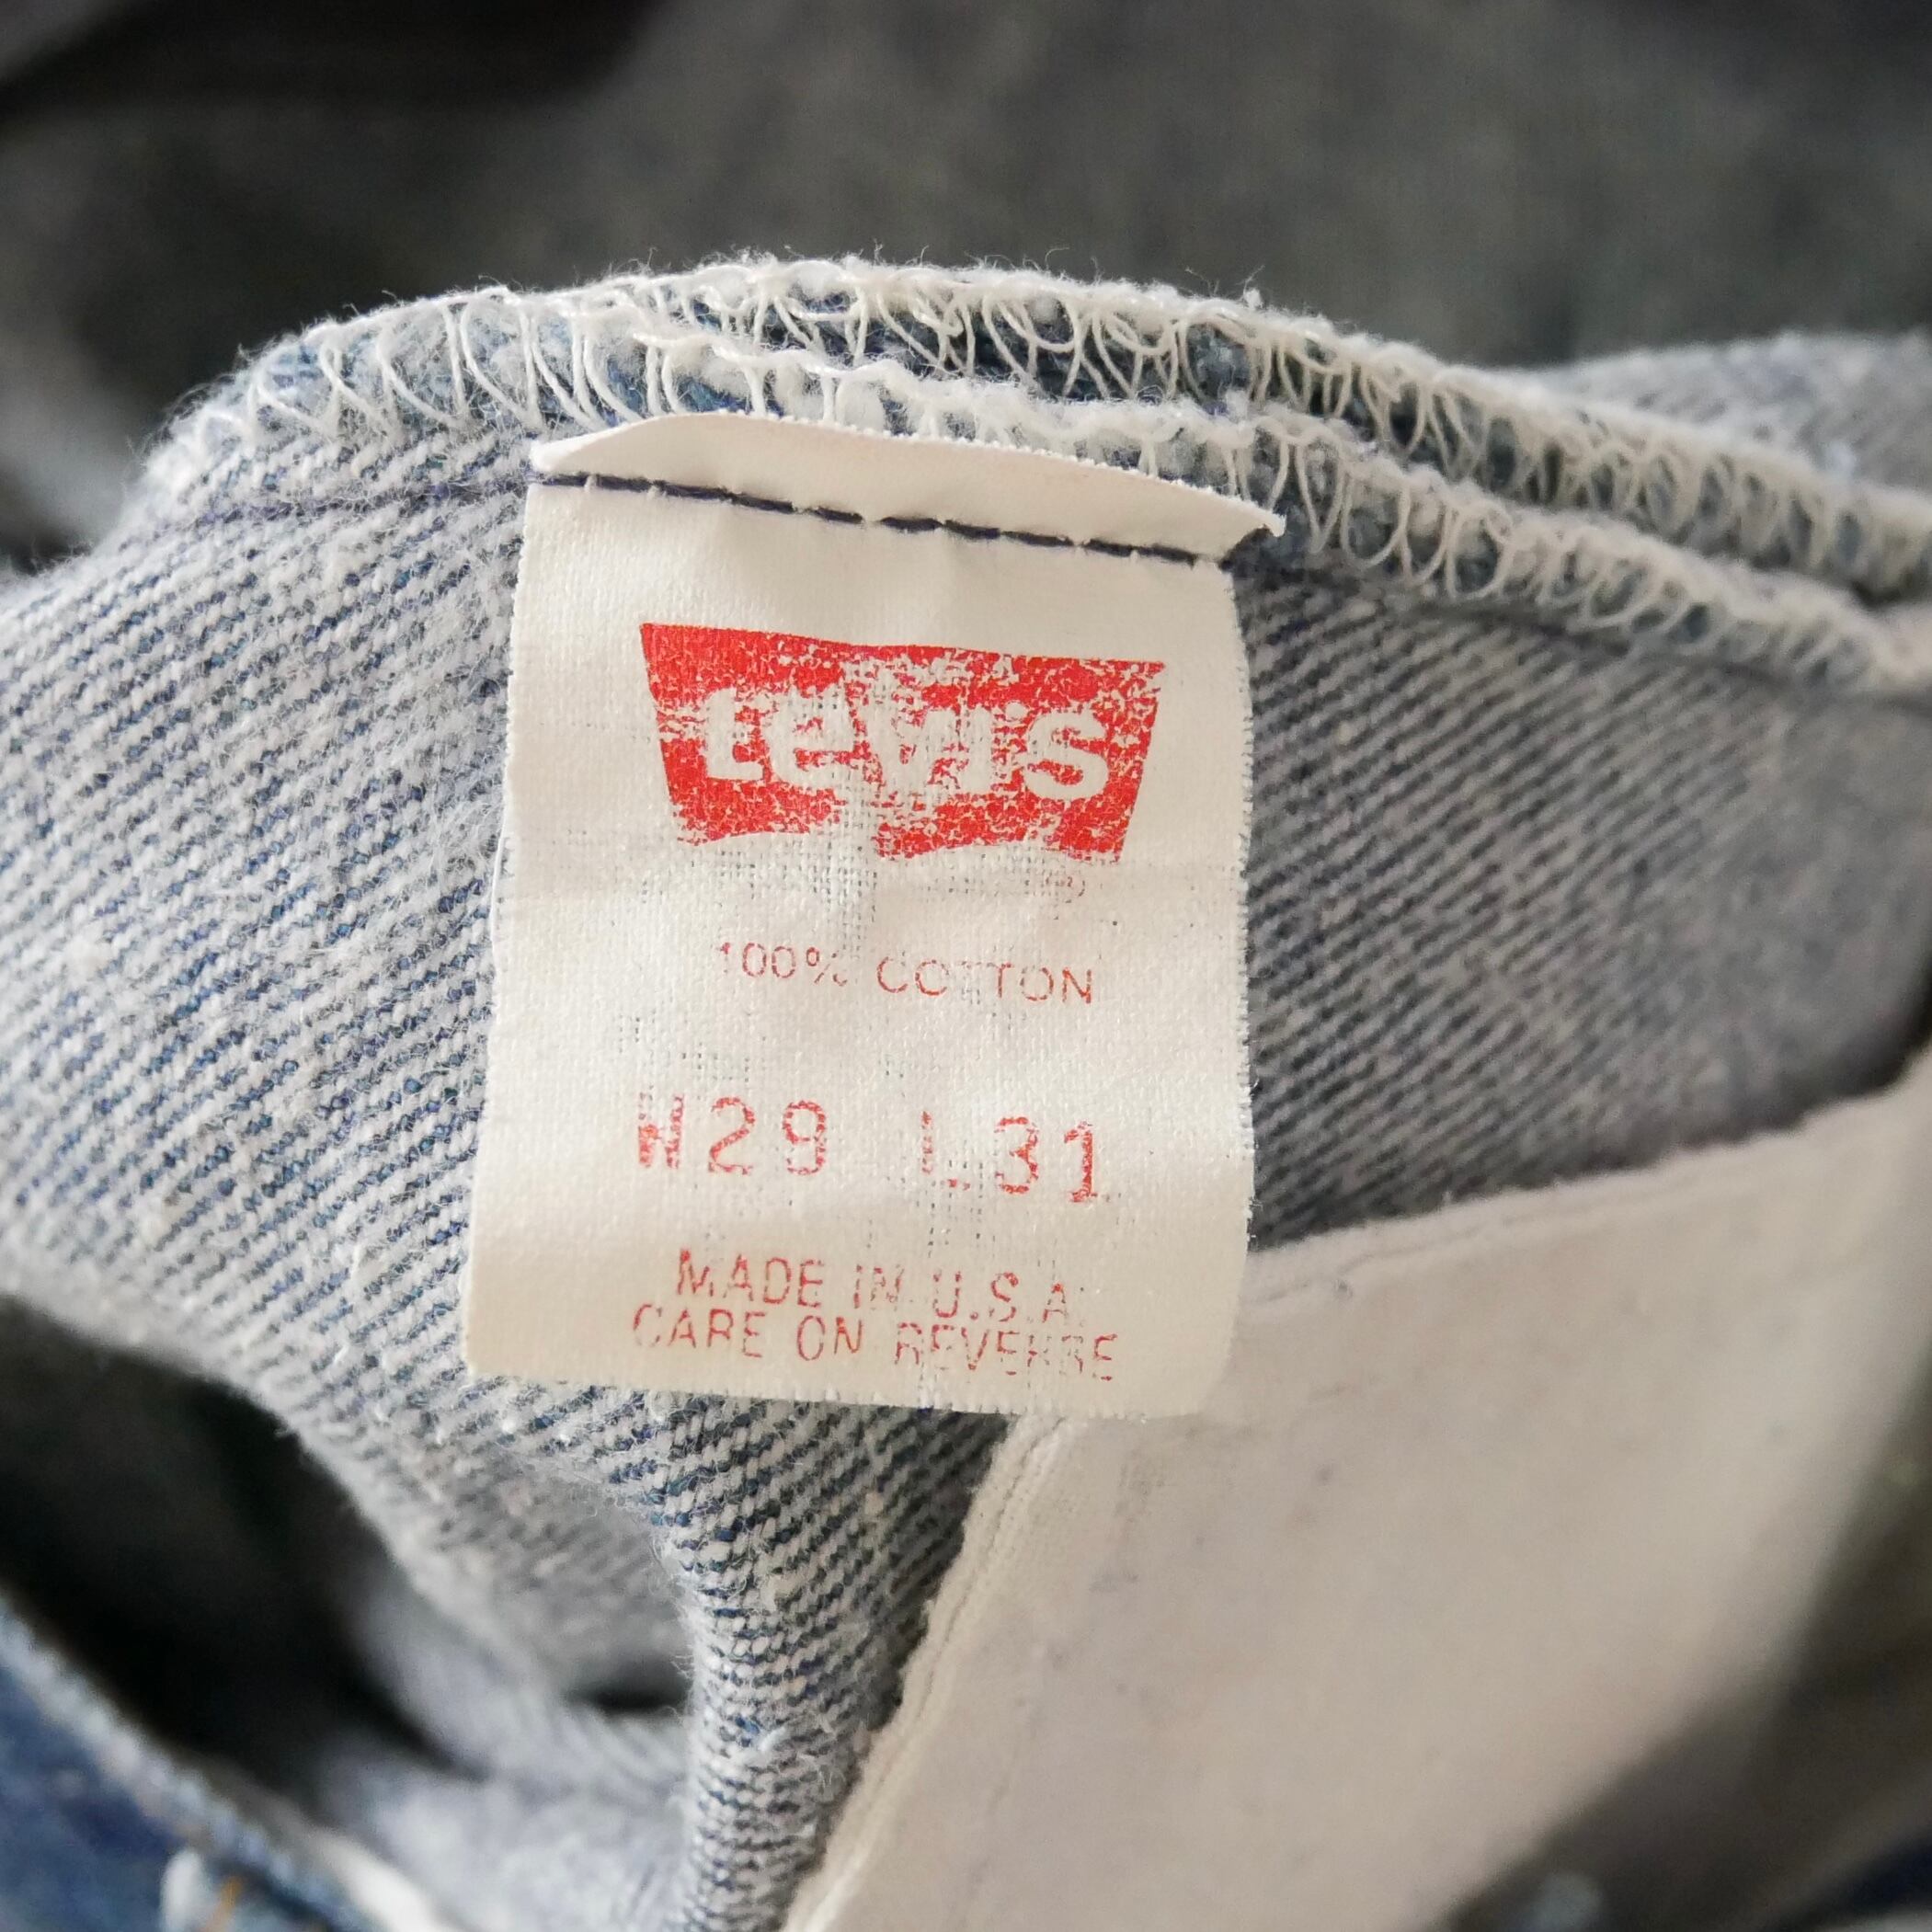 Levi's
®
100% COTTON
W29 L31
MADE IN U.S.A.
CARE ON REVERSE